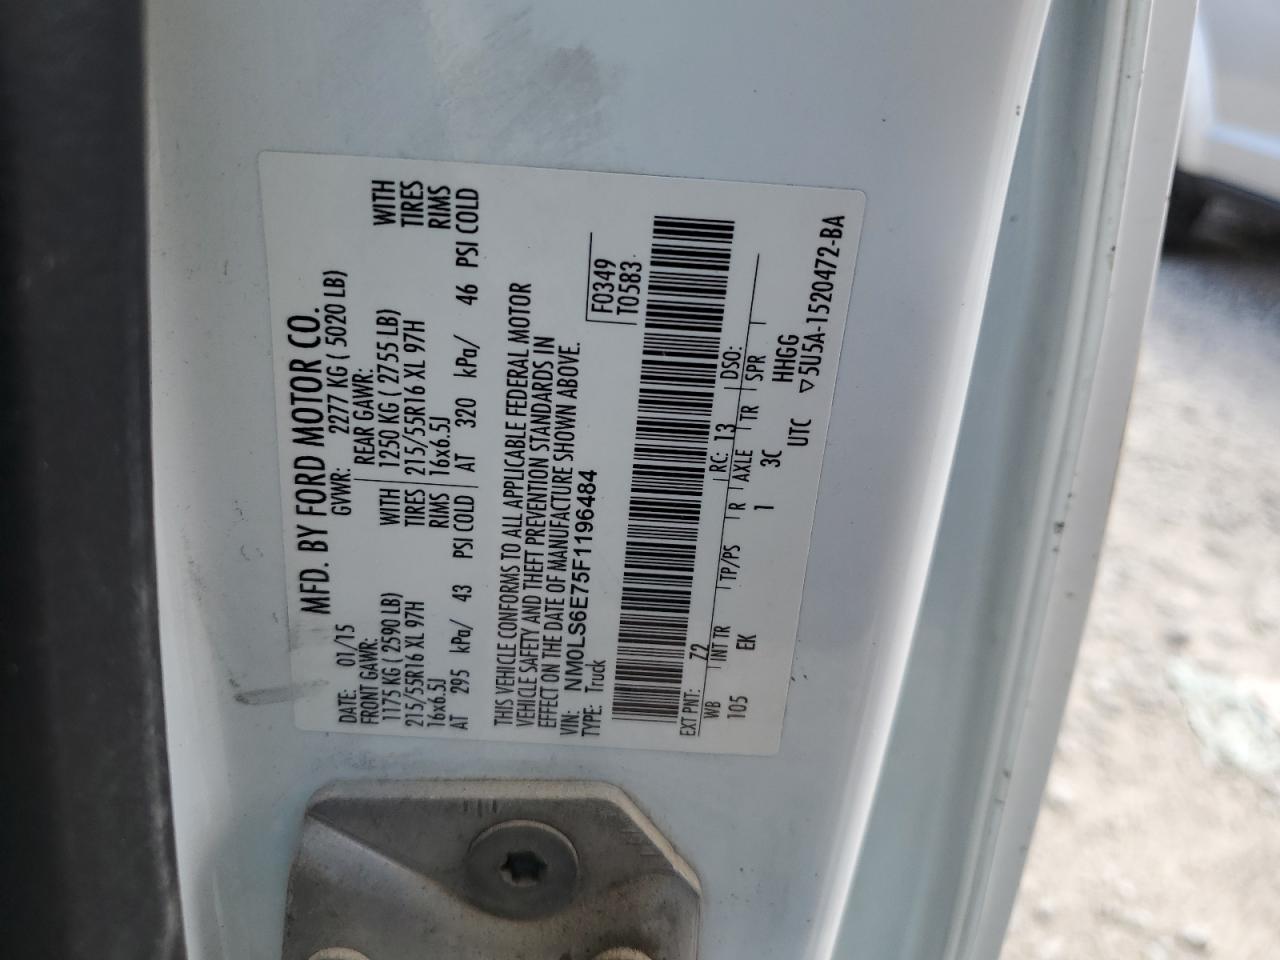 MFD. BY FORD MOTOR CO.
DATE: 01/15 GVWR: 2277 KG ( 5020 LB)
FRONT GAWR: REAR GAWR:
1175 KG ( 2590 LB) WITH 1250 KG ( 2755 LB) WITH
215/55R16 XL 97H TIRES 215/55R16 XL 97H TIRES
16x6.5J RIMS 16x6.5J RIMS
AT 295 kPa/ 43 PSI COLD AT 320 kPa/ 46 PSI COLD
THIS VEHICLE CONFORMS TO ALL APPLICABLE FEDERAL MOTOR
VEHICLE SAFETY AND THEFT PREVENTION STANDARDS IN
EFFECT ON THE DATE OF MANUFACTURE SHOWN ABOVE.
VIN: NM0LS6E75F1196484
TYPE: Truck
F0349
T0583
EXT PNT: Z2 RC: 13 DSO:
WB INT TR TP/PS R AXLE TR SPR
105 EK 1 3C HHGG
UTC ▽5U5A-1520472-BA